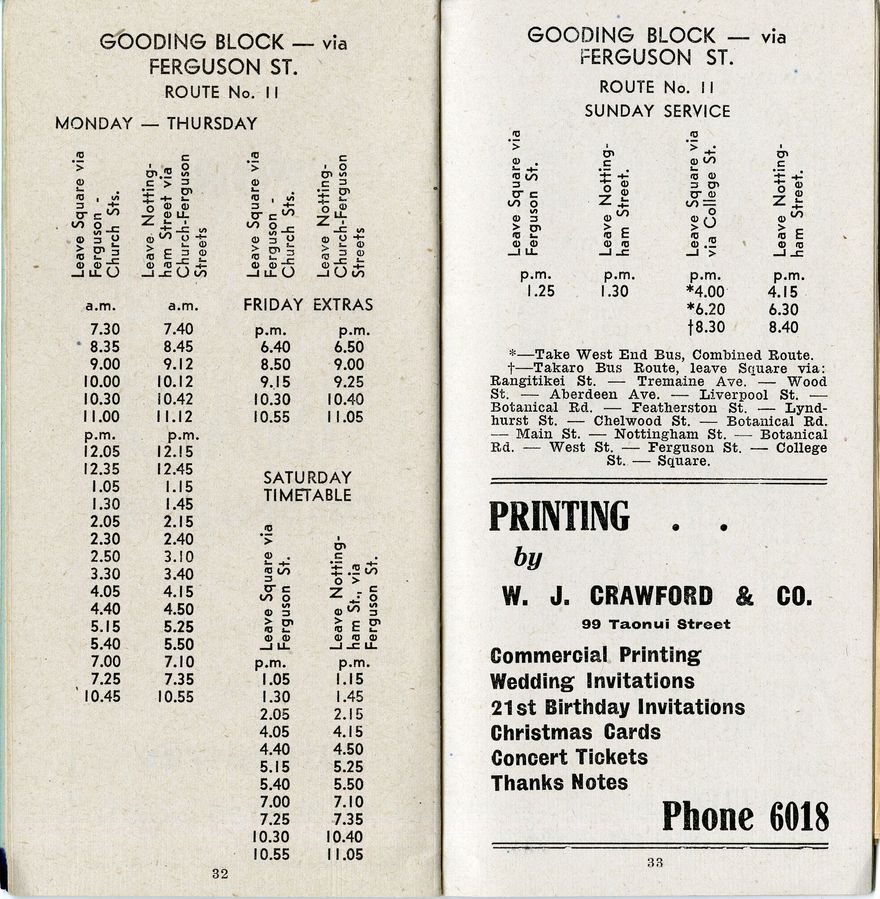 GOODING BLOCK — via
FERGUSON ST.
ROUTE No. 11
MONDAY — THURSDAY
Leave Square via
Ferguson -
Church Sts.
Leave Notting-
ham Street via
Church-Ferguson
Streets
a.m. a.m.
7.30 7.40
8.35 8.45
9.00 9.12
10.00 10.12
10.30 10.42
11.00 11.12
p.m. p.m.
12.05 12.15
12.35 12.45
1.05 1.15
1.30 1.45
2.05 2.15
2.30 2.40
2.50 3.10
3.30 3.40
4.05 4.15
4.40 4.50
5.15 5.25
5.40 5.50
7.00 7.10
7.25 7.35
10.45 10.55
Leave Square via
Ferguson -
Church Sts.
Leave Notting-
Church-Ferguson
Streets
FRIDAY EXTRAS
p.m. p.m.
6.40 6.50
8.50 9.00
9.15 9.25
10.30 10.40
10.55 11.05
SATURDAY
TIMETABLE
Leave Square via
Ferguson St.
Leave Notting-
ham St., via
Ferguson St.
p.m. p.m.
1.05 1.15
1.30 1.45
2.05 2.15
4.05 4.15
4.40 4.50
5.15 5.25
5.40 5.50
7.00 7.10
7.25 7.35
10.30 10.40
10.55 11.05
32
GOODING BLOCK — via
FERGUSON ST.
ROUTE No. 11
SUNDAY SERVICE
Leave Square via
Ferguson St.
Leave Notting-
ham Street.
Leave Square via
via College St.
Leave Notting-
ham Street.
p.m. p.m. p.m. p.m.
1.25 1.30 *4.00 4.15
*6.20 6.30
†8.30 8.40
*—Take West End Bus, Combined Route.
†—Takaro Bus Route, leave Square via:
Rangitikei St. — Tremaine Ave. — Wood
St. — Aberdeen Ave. — Liverpool St. —
Botanical Rd. — Featherston St. — Lynd-
hurst St. — Chelwood St. — Botanical Rd.
— Main St. — Nottingham St. — Botanical
Rd. — West St. — Ferguson St. — College
St. — Square.
PRINTING . .
by
W. J. CRAWFORD & CO.
99 Taonui Street
Commercial Printing
Wedding Invitations
21st Birthday Invitations
Christmas Cards
Concert Tickets
Thanks Notes
Phone 6018
33